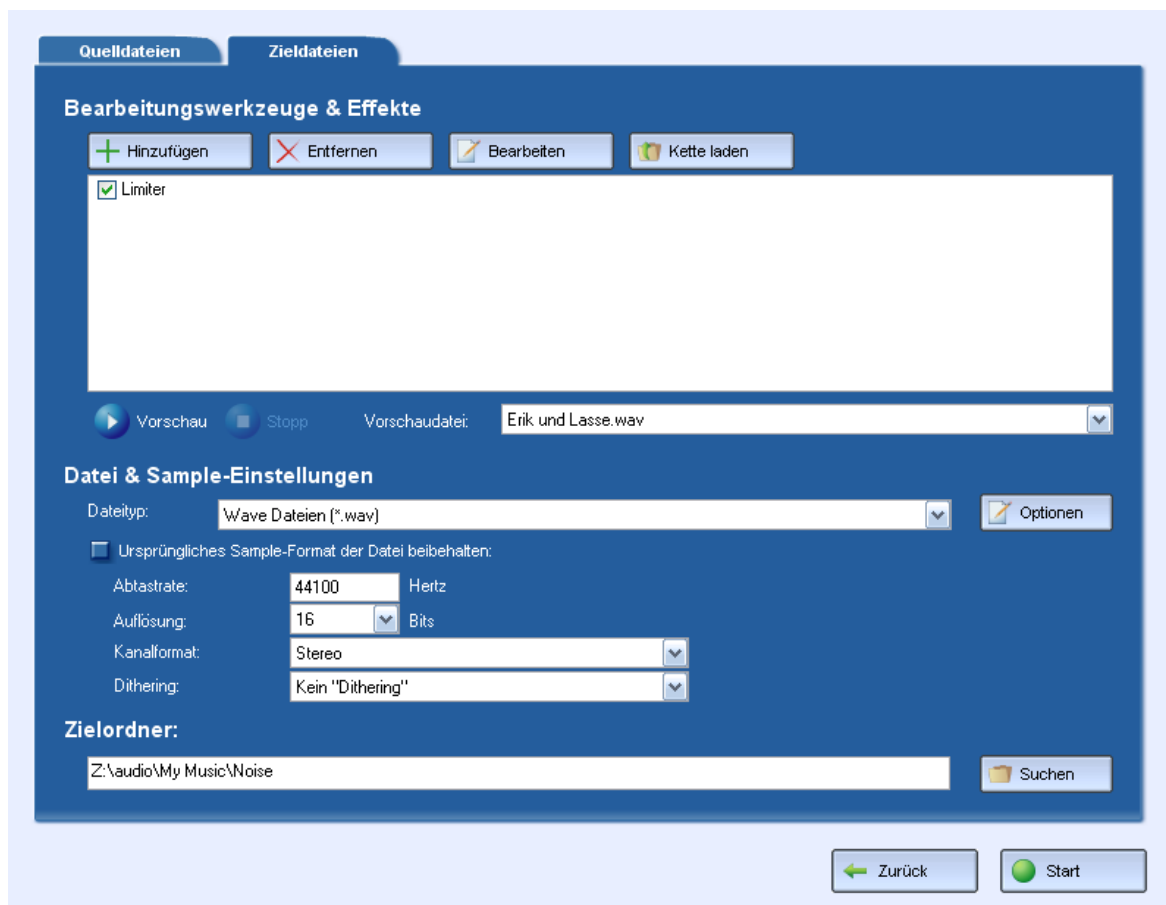 Quelldateien Zieldateien
Bearbeitungswerkzeuge & Effekte
Hinzufügen Entfernen Bearbeiten Kette laden
Limiter
Vorschau Stopp Vorschaudatei: Erik und Lasse.wav
Datei & Sample-Einstellungen
Dateityp: Wave Dateien (*.wav) Optionen
Ursprüngliches Sample-Format der Datei beibehalten:
Abtastrate: 44100 Hertz
Auflösung: 16 Bits
Kanalformat: Stereo
Dithering: Kein "Dithering"
Zielordner:
Z:\audio\My Music\Noise Suchen
Zurück Start